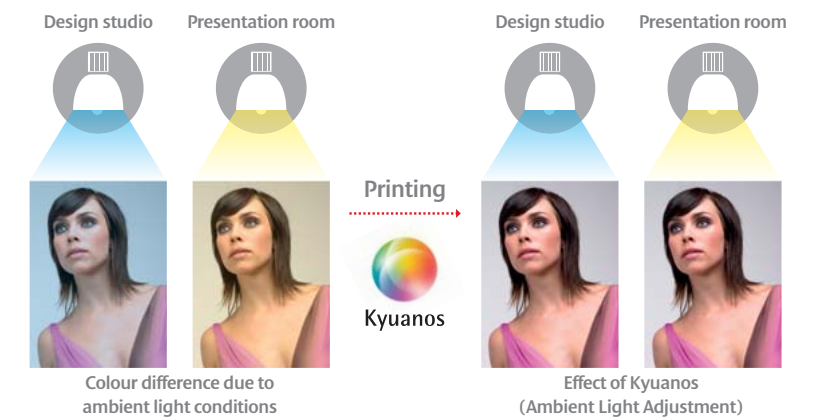 Design studio
Presentation room
Design studio
Presentation room
Printing
Kyuanos
Colour difference due to
ambient light conditions
Effect of Kyuanos
(Ambient Light Adjustment)